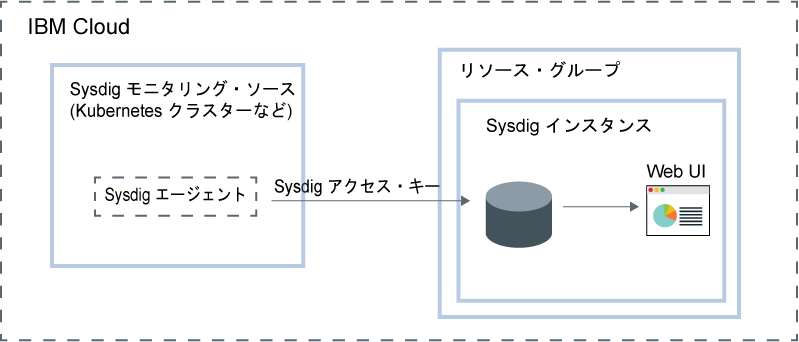 IBM Cloud
Sysdig モニタリング・ソース
(Kubernetes クラスターなど)
Sysdig エージェント
Sysdig アクセス・キー
リソース・グループ
Sysdig インスタンス
Web UI